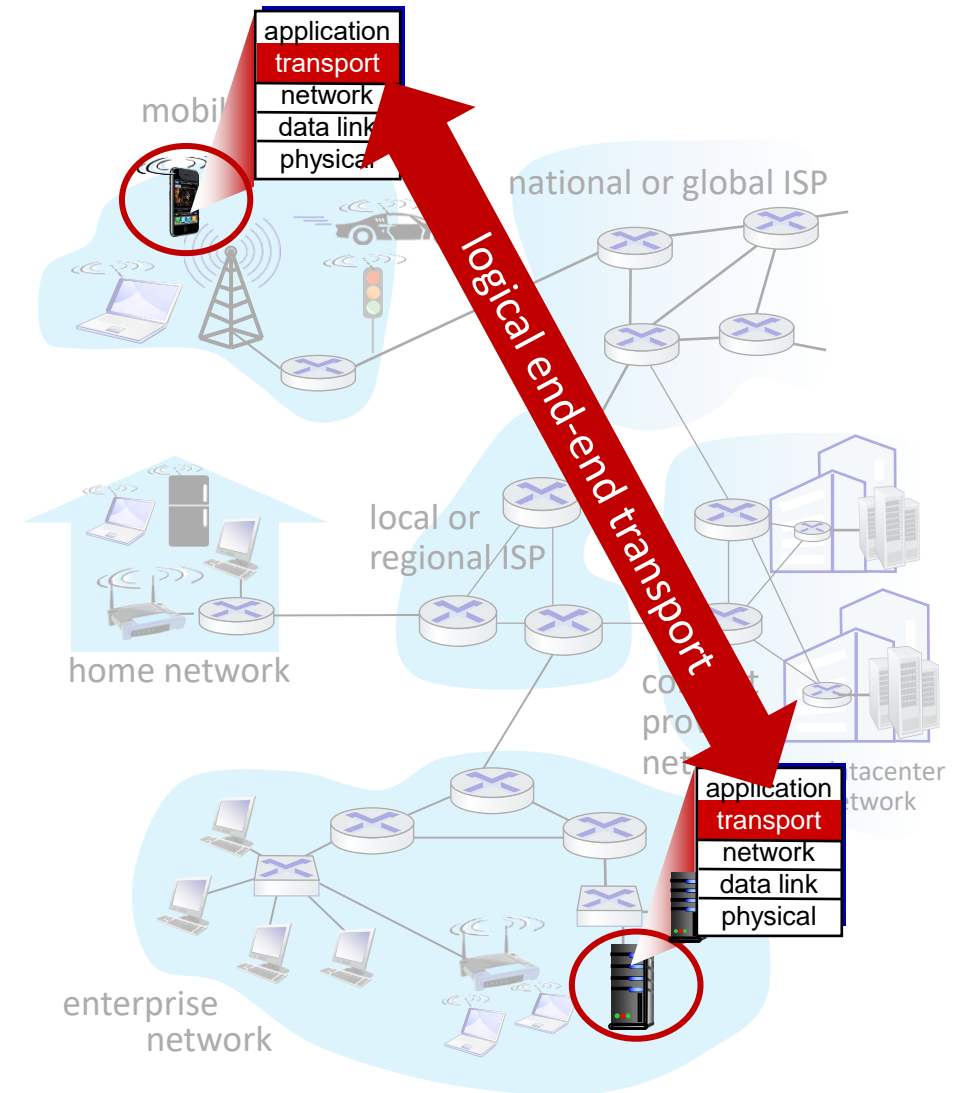 application
transport
network
data link
physical
national or global ISP
logical end-end transport
local or
regional ISP
home network
application
transport
network
data link
physical
network
enterprise
network